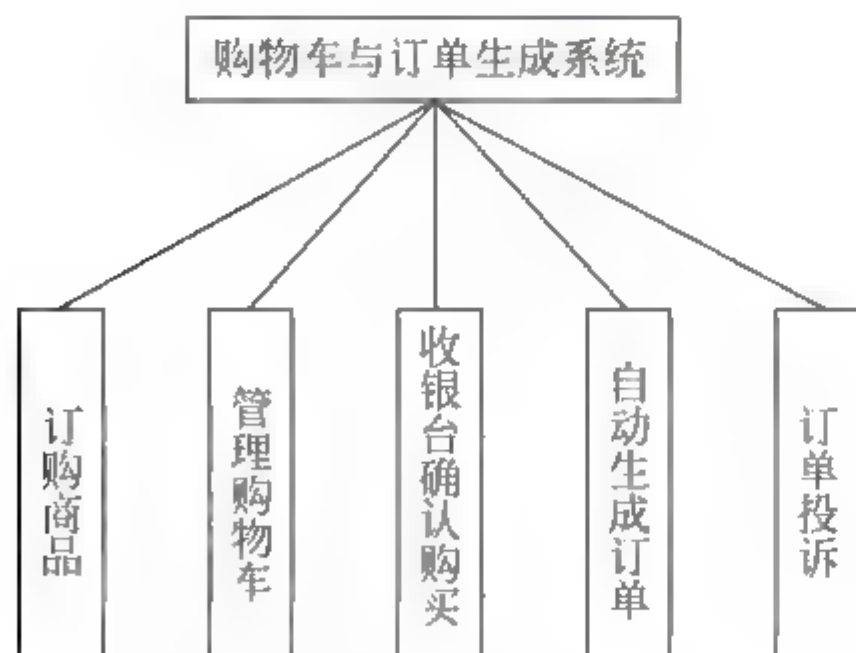 购物车与订单生成系统
订购商品
管理购物车
收银台确认购买
自动生成订单
订单投诉